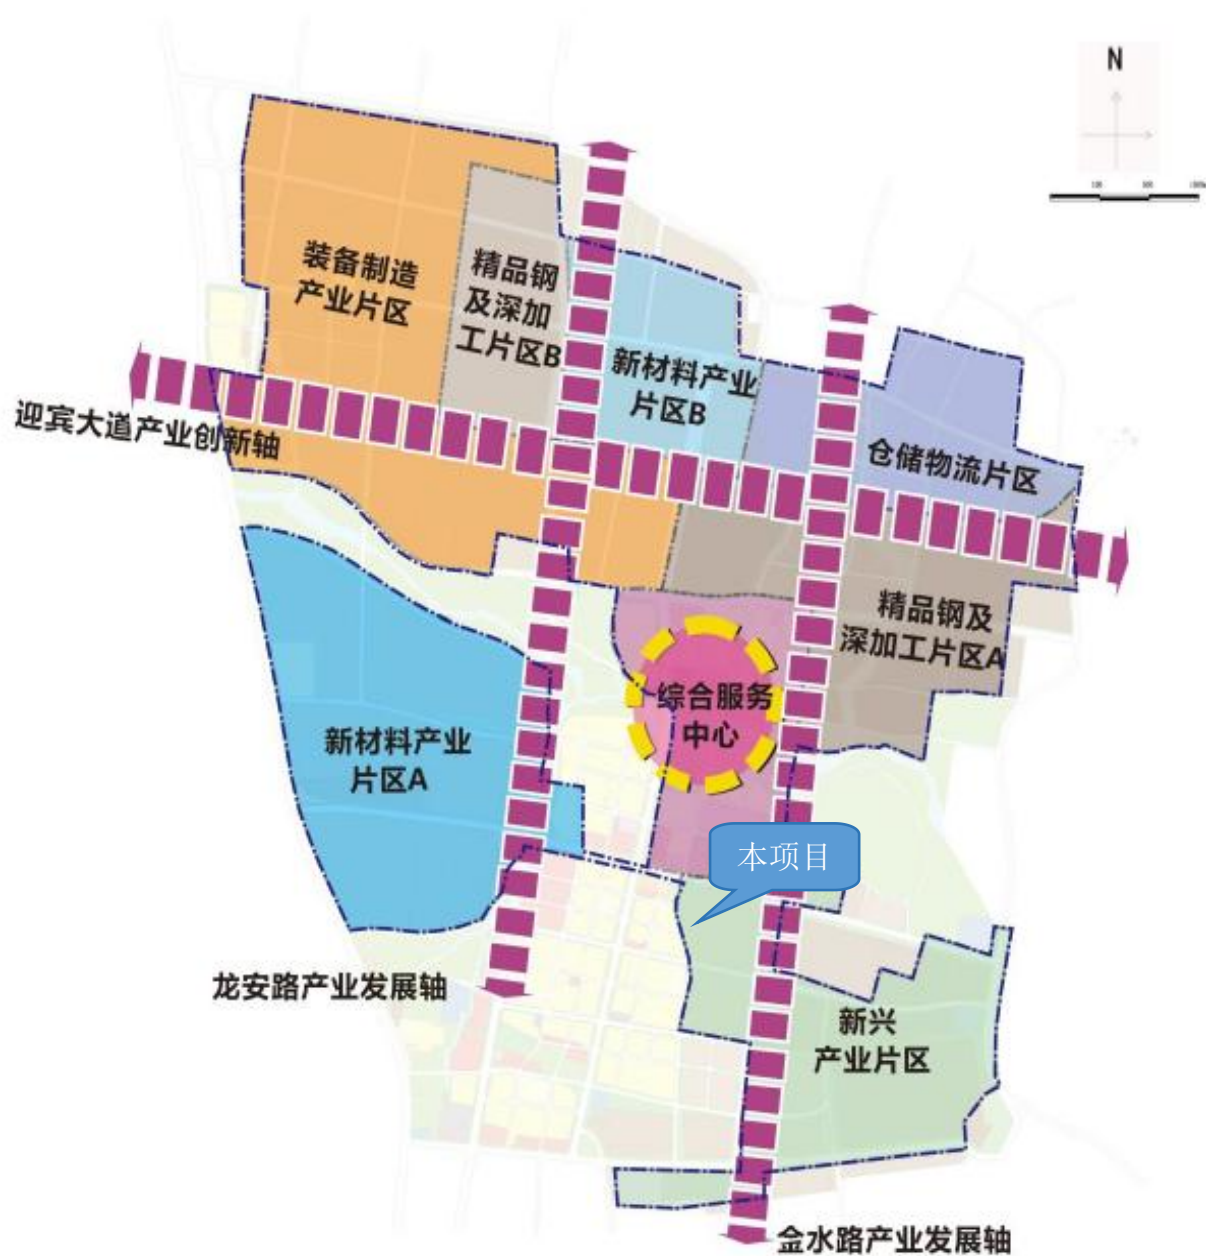 N
装备制造
产业片区
精品钢
及深加
工片区B
新材料产业
片区B
仓储物流片区
迎宾大道产业创新轴
精品钢及
深加工片区A
综合服务
中心
新材料产业
片区A
本项目
龙安路产业发展轴
新兴
产业片区
金水路产业发展轴